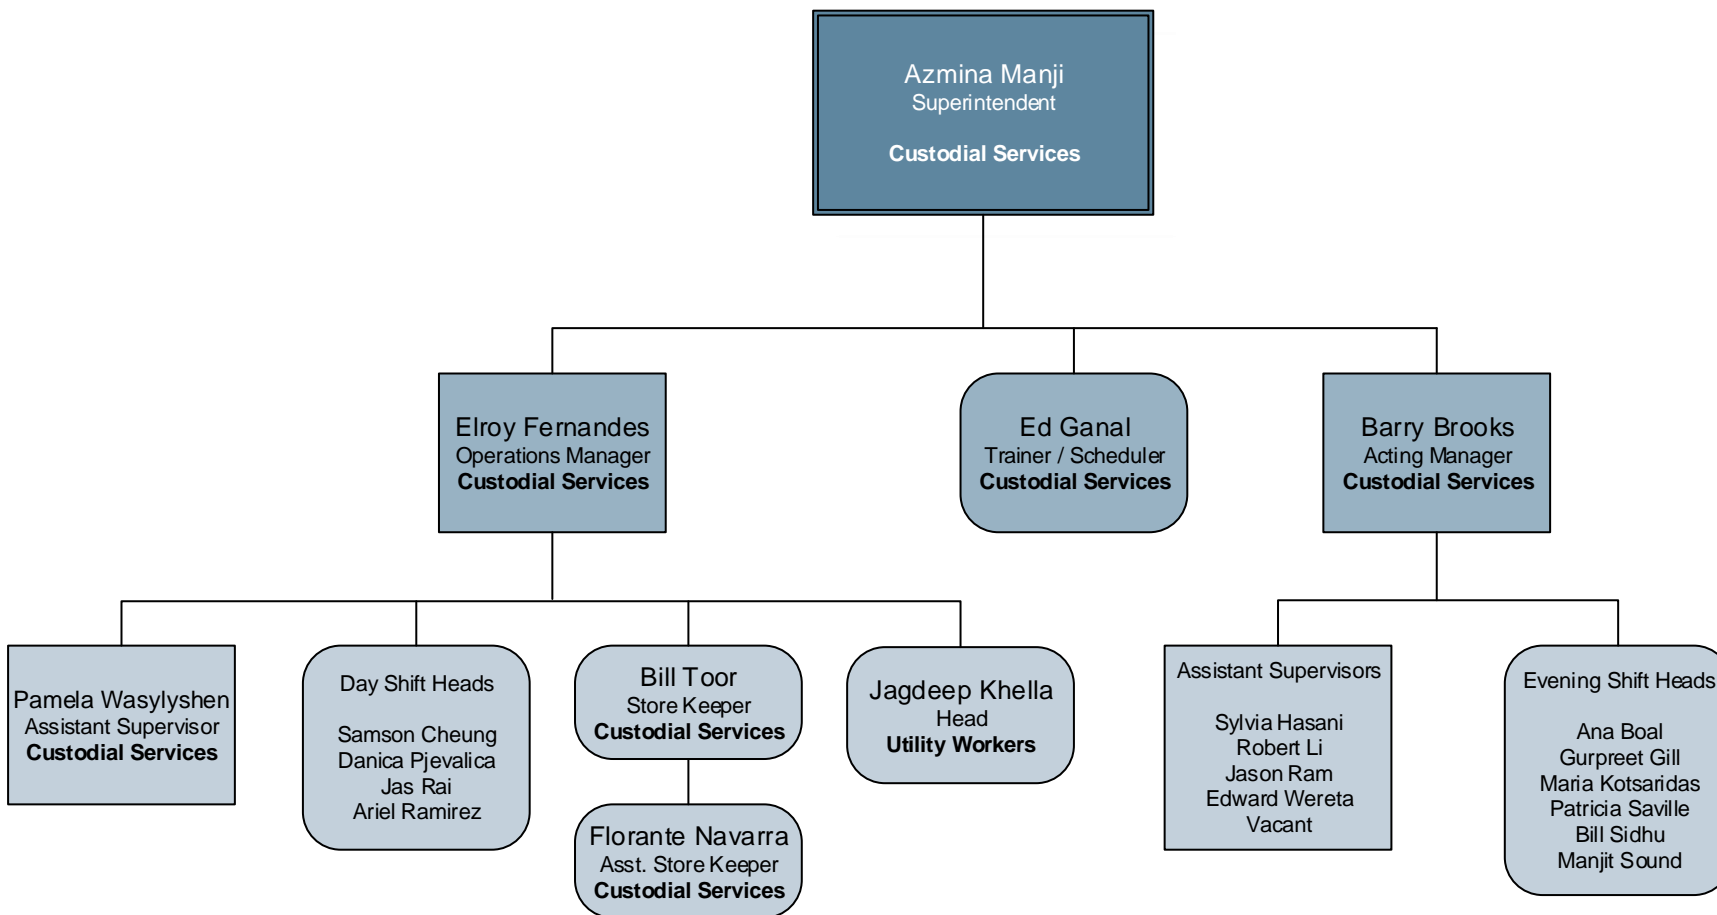 Azmina Manji
Superintendent
Custodial Services
Elroy Fernandes
Operations Manager
Custodial Services
Ed Ganal
Trainer / Scheduler
Custodial Services
Barry Brooks
Acting Manager
Custodial Services
Pamela Wasylyshen
Assistant Supervisor
Custodial Services
Day Shift Heads
Samson Cheung
Danica Pjevalica
Jas Rai
Ariel Ramirez
Bill Toor
Store Keeper
Custodial Services
Florante Navarra
Asst. Store Keeper
Custodial Services
Jagdeep Khella
Head
Utility Workers
Assistant Supervisors
Sylvia Hasani
Robert Li
Jason Ram
Edward Wereta
Vacant
Evening Shift Heads
Ana Boal
Gurpreet Gill
Maria Kotsaridas
Patricia Saville
Bill Sidhu
Manjit Sound